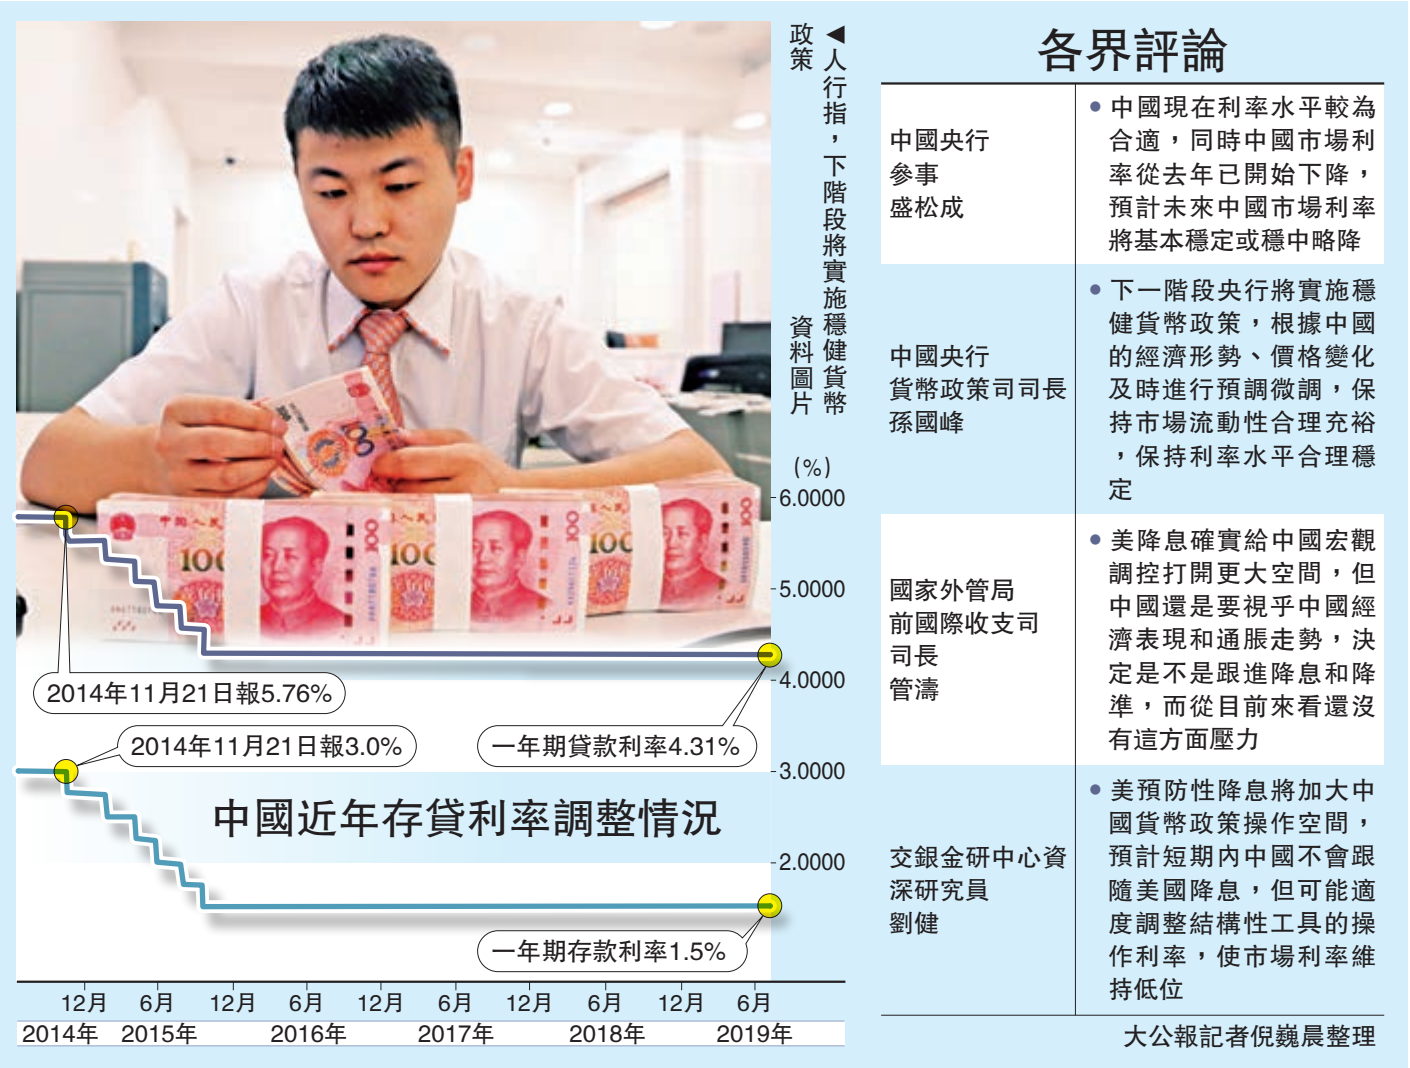 ◀人行指，下階段將實施穩健貨幣
政策
資料圖片
(%)
6.0000
5.0000
4.0000
3.0000
2.0000
2014年11月21日報5.76%
2014年11月21日報3.0%
一年期貸款利率4.31%
中國近年存貸利率調整情況
一年期存款利率1.5%
12月 6月 12月 6月 12月 6月 12月 6月 12月 6月
2014年 2015年 2016年 2017年 2018年 2019年
各界評論
中國央行
參事
盛松成
• 中國現在利率水平較為
合適，同時中國市場利
率從去年已開始下降，
預計未來中國市場利率
將基本穩定或穩中略降
中國央行
貨幣政策司司長
孫國峰
• 下一階段央行將實施穩
健貨幣政策，根據中國
的經濟形勢、價格變化
及時進行預調微調，保
持市場流動性合理充裕
，保持利率水平合理穩
定
國家外管局
前國際收支司
司長
管濤
• 美降息確實給中國宏觀
調控打開更大空間，但
中國還是要視乎中國經
濟表現和通脹走勢，決
定是不是跟進降息和降
準，而從目前來看還沒
有這方面壓力
交銀金研中心資
深研究員
劉健
• 美預防性降息將加大中
國貨幣政策操作空間，
預計短期內中國不會跟
隨美國降息，但可能適
度調整結構性工具的操
作利率，使市場利率維
持低位
大公報記者倪巍晨整理
100
100
100
100
100
100